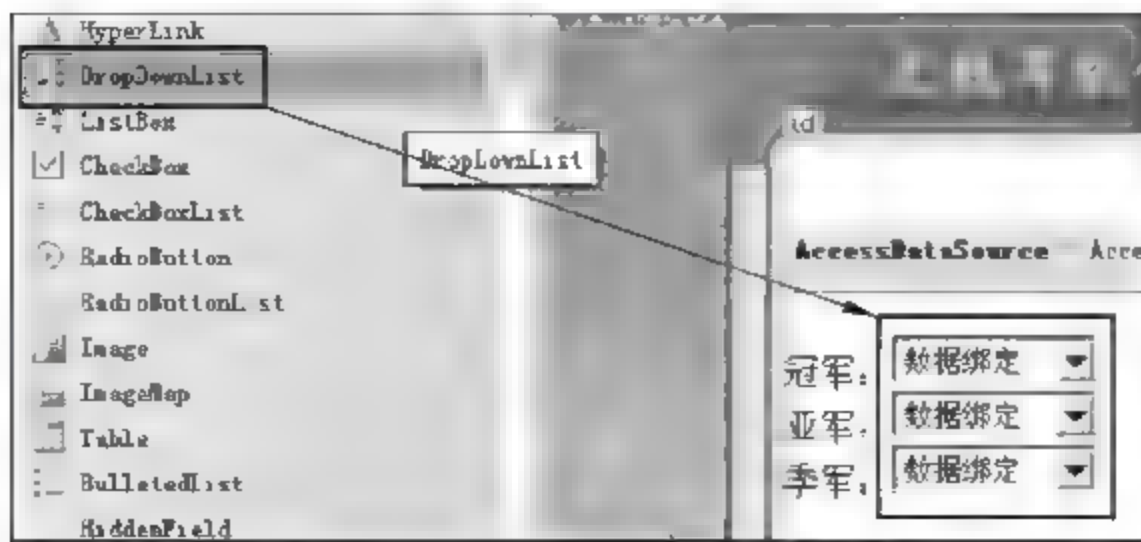 HyperLink
DropDownList
ListBox
CheckBox
CheckBoxList
RadioButton
RadioButtonList
Image
ImageMap
Table
BulletedList
HiddenField
DropDownList
AccessDataSource
冠军:
数据绑定
亚军:
数据绑定
季军:
数据绑定